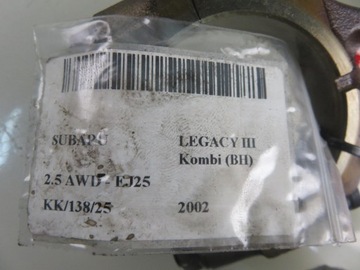 SUBARU LEGACY III
Kombi (BH)
2.5 AWD - EJ25
KK/138/25 2002